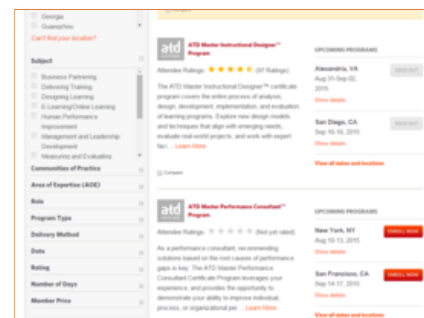 Georgia
Guangzhou
Can't find your location?
Subject
Business Partnering
Delivering Training
Designing Learning
E-Learning/Online Learning
Human Performance
Improvement
Management and Leadership
Development
Measuring and Evaluating
Communities of Practice
Area of Expertise (AOE)
Role
Program Type
Delivery Method
Date
Rating
Number of Days
Member Price
atd
ATD Master Instructional Designer™
Program
Attendee Ratings: (97 Ratings)
The ATD Master Instructional Designer™ certificate
program covers the entire process of analysis,
design, development, implementation, and evaluation
of learning programs. Explore new design models
and techniques that align with emerging needs,
evaluate real-world projects, and work with expert
faci... Learn More
Compare
UPCOMING PROGRAMS
Alexandria, VA
Aug 31-Sep 02,
2015
Show details
SOLD OUT
San Diego, CA
Sep 16-18, 2015
Show details
SOLD OUT
View all dates and locations
atd
ATD Master Performance Consultant™
Program
Attendee Ratings: (Not yet rated)
As a performance consultant, recommending
solutions based on the root causes of performance
gaps is key. The ATD Master Performance
Consultant Certificate Program leverages your
experience, and provides the opportunity to
demonstrate your ability to improve individual,
process, or organizational per ... Learn More
UPCOMING PROGRAMS
New York, NY
Aug 10-13, 2015
Show details
ENROLL NOW
San Francisco, CA
Sep 14-17, 2015
Show details
ENROLL NOW
View all dates and locations